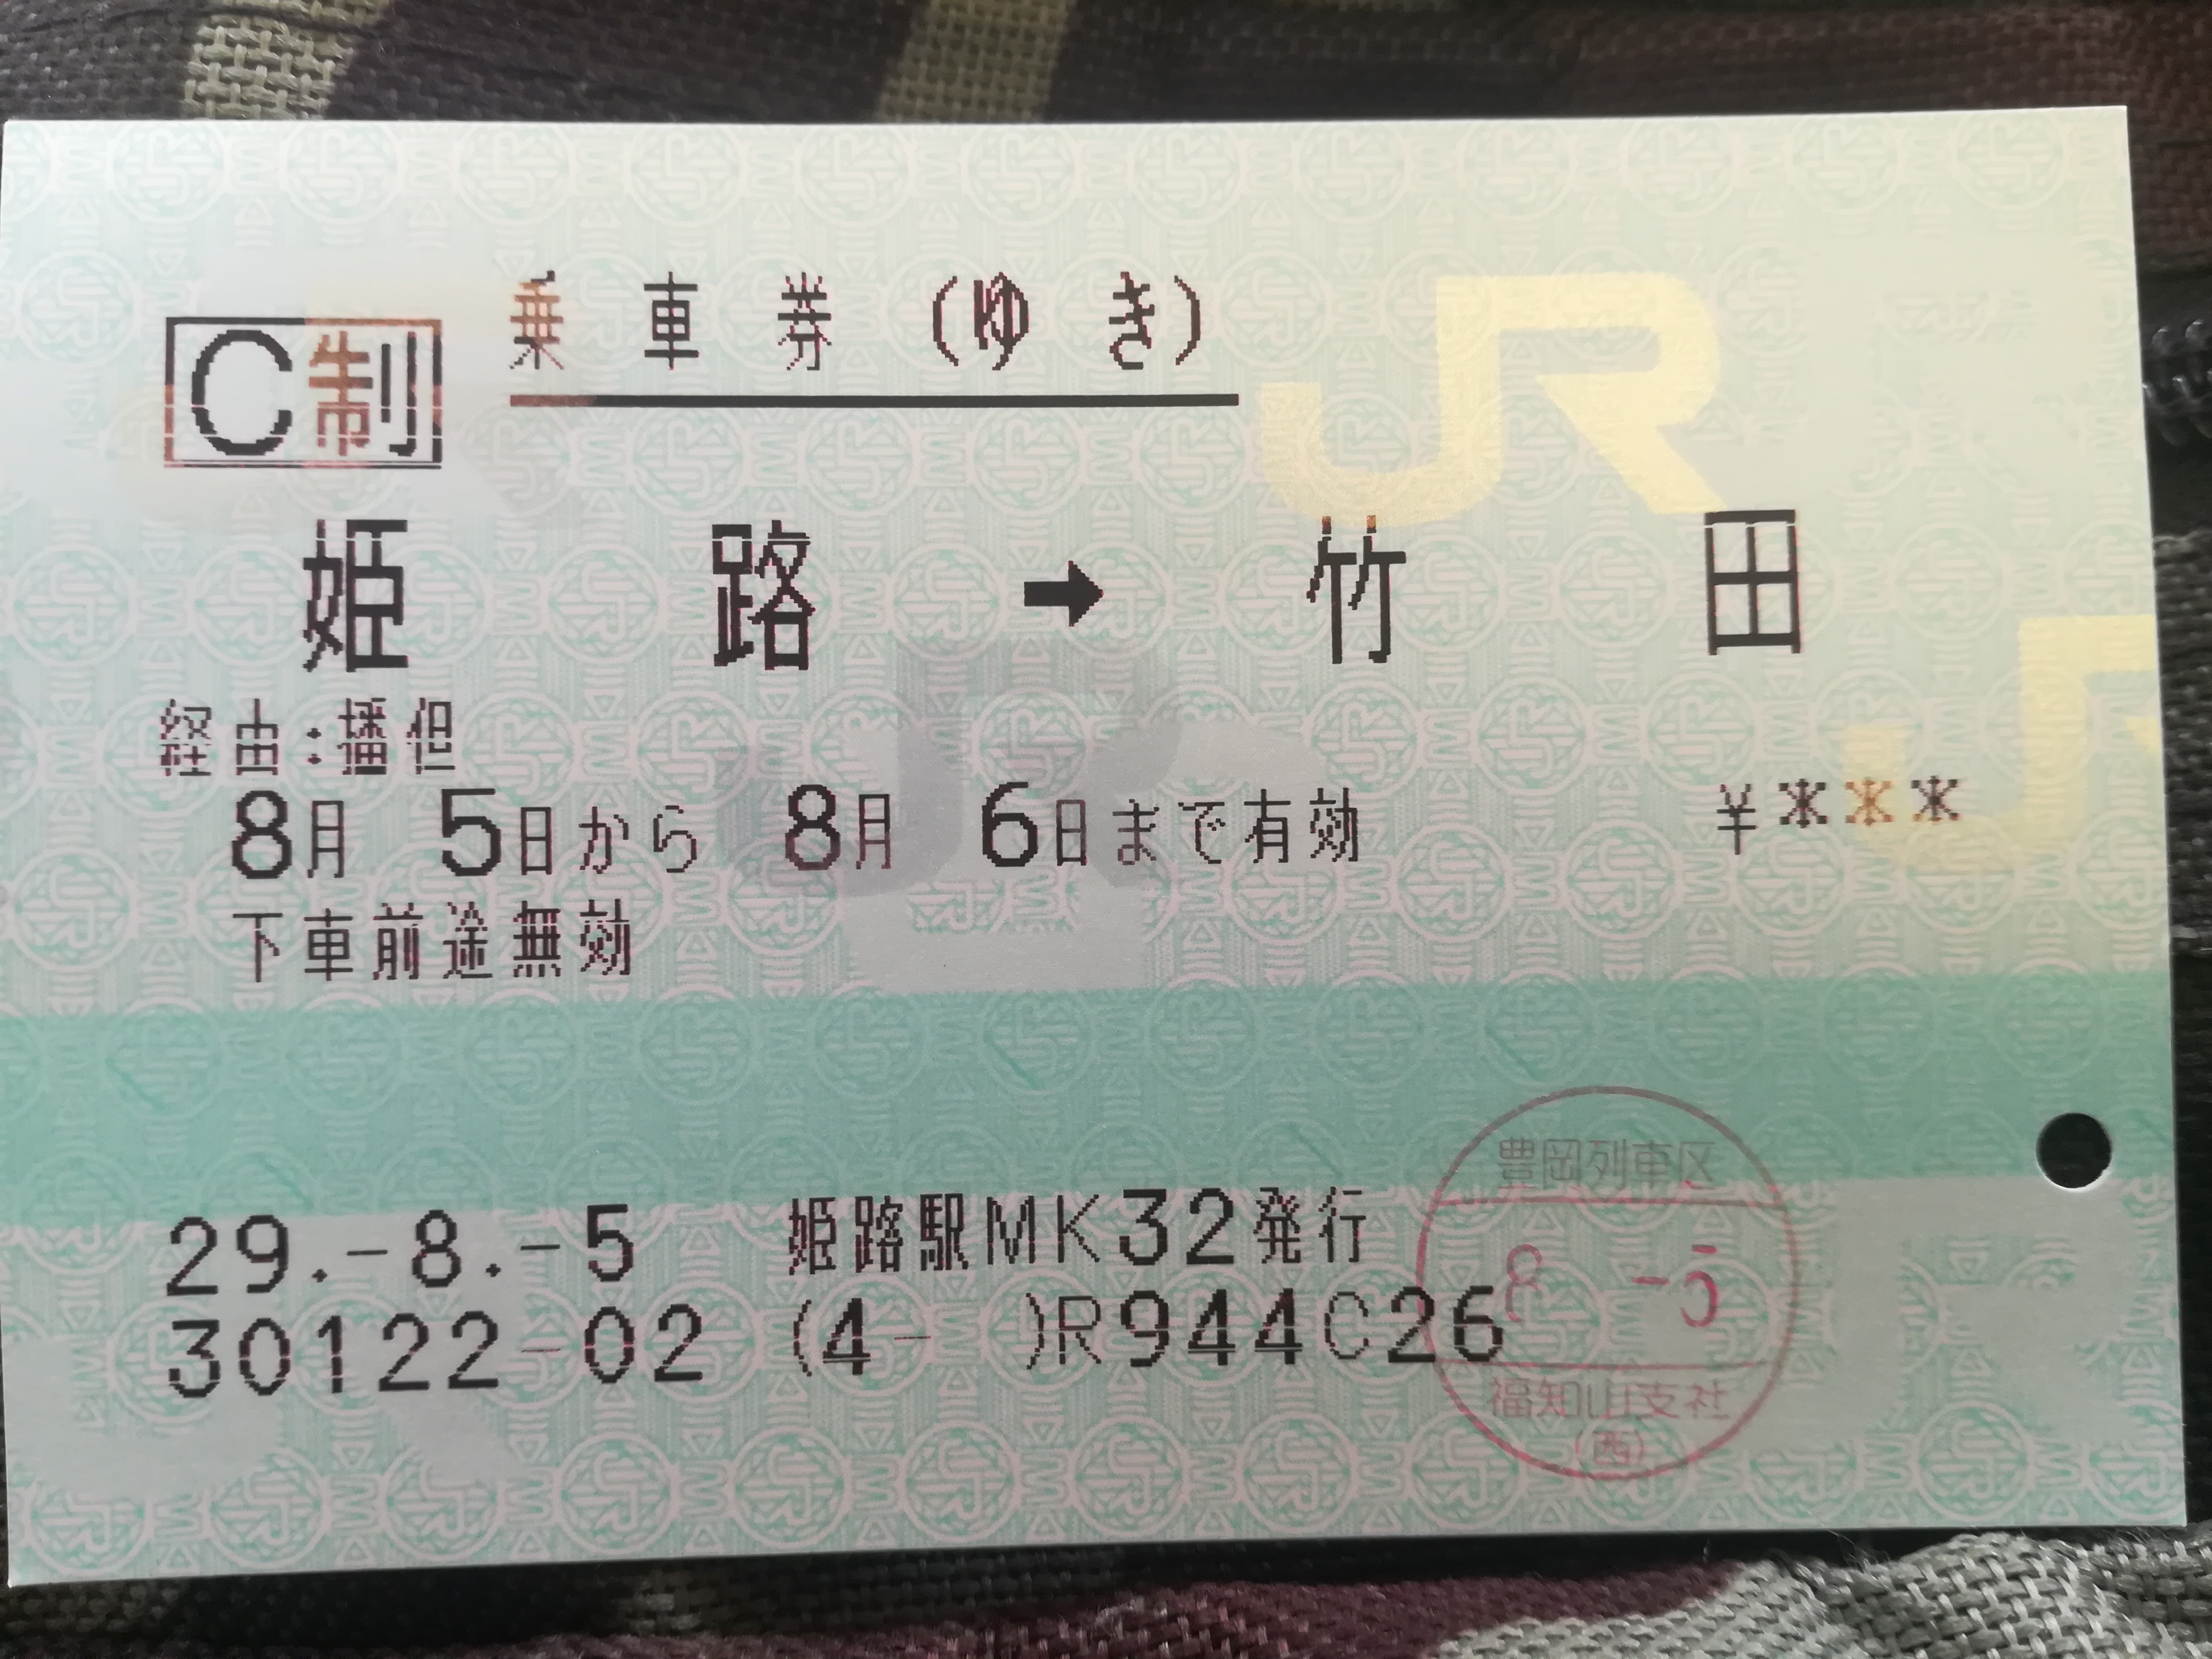 C制 乗車券(ゆき)
JR
姫路➡竹田
経由:播但
8月 5日から 8月 6日まで有効 ¥***
下車前途無効
29.-8.-5 姫路駅MK32発行
30122-02 (4- )R944C26
豊岡列車区
8 -5
福知山支社
(西)